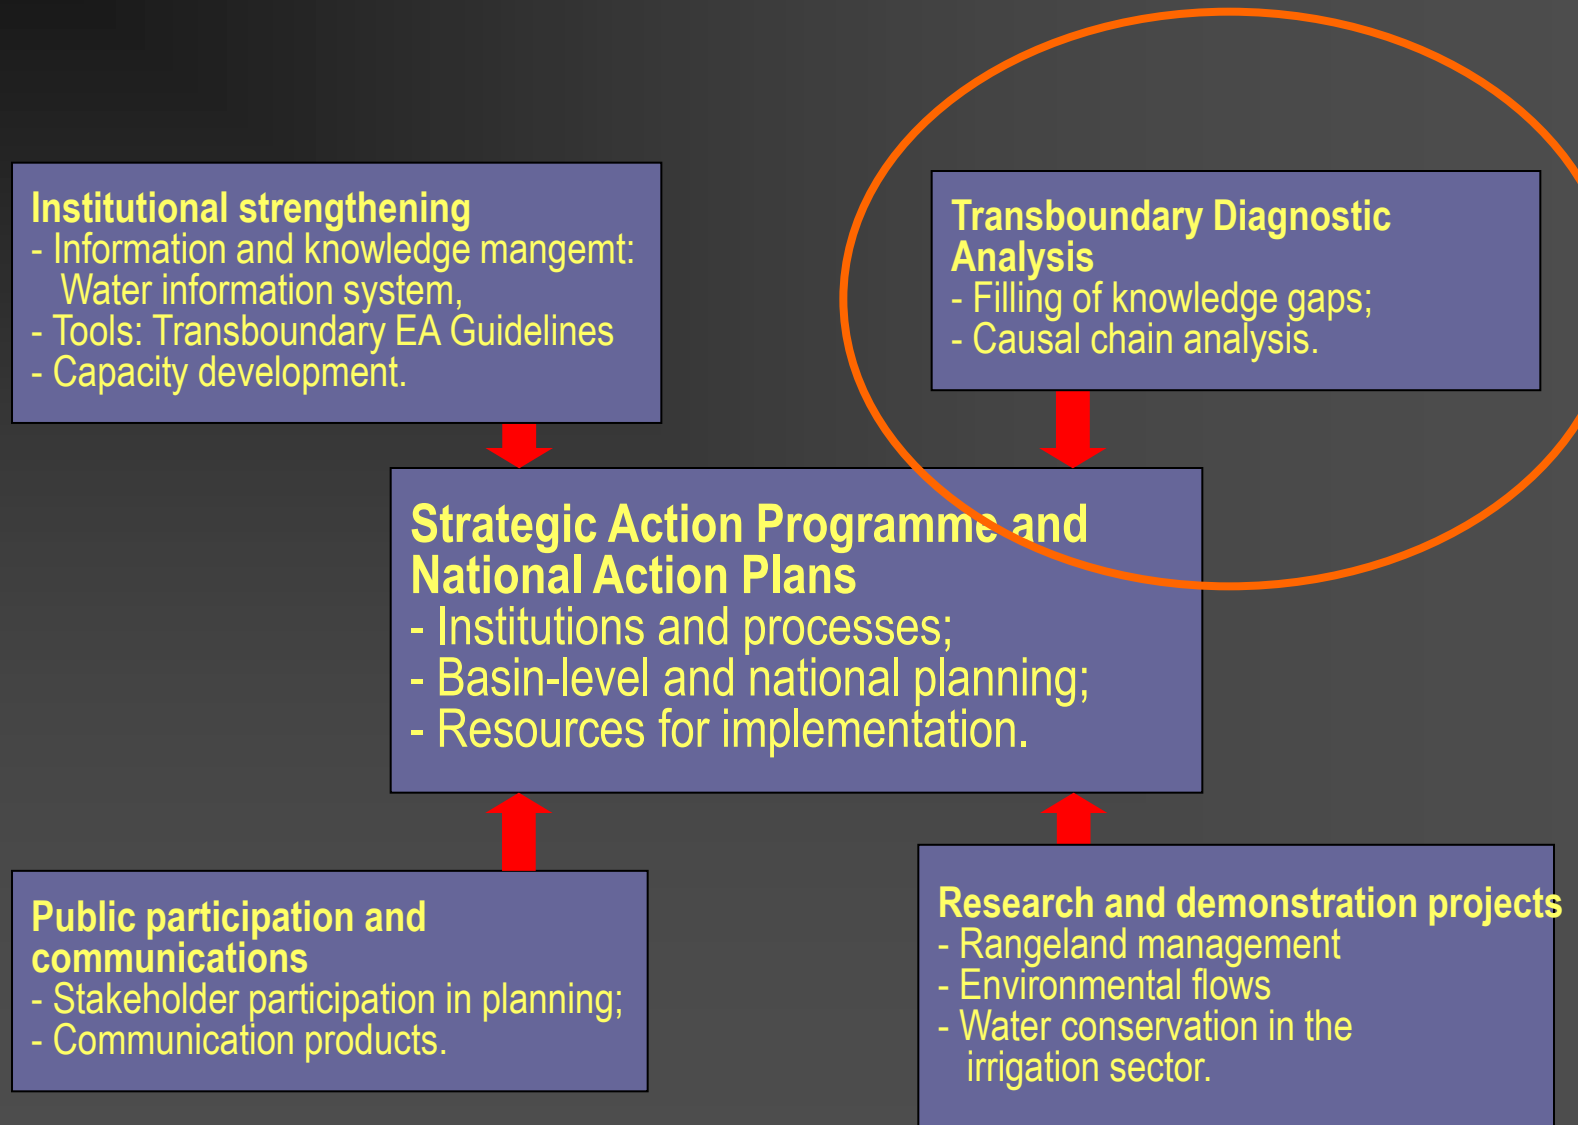 Institutional strengthening
- Information and knowledge mangemt:
Water information system,
- Tools: Transboundary EA Guidelines
- Capacity development.
Transboundary Diagnostic
Analysis
- Filling of knowledge gaps;
- Causal chain analysis.
Strategic Action Programme and
National Action Plans
- Institutions and processes;
- Basin-level and national planning;
- Resources for implementation.
Public participation and
communications
- Stakeholder participation in planning;
- Communication products.
Research and demonstration projects
- Rangeland management
- Environmental flows
- Water conservation in the
irrigation sector.